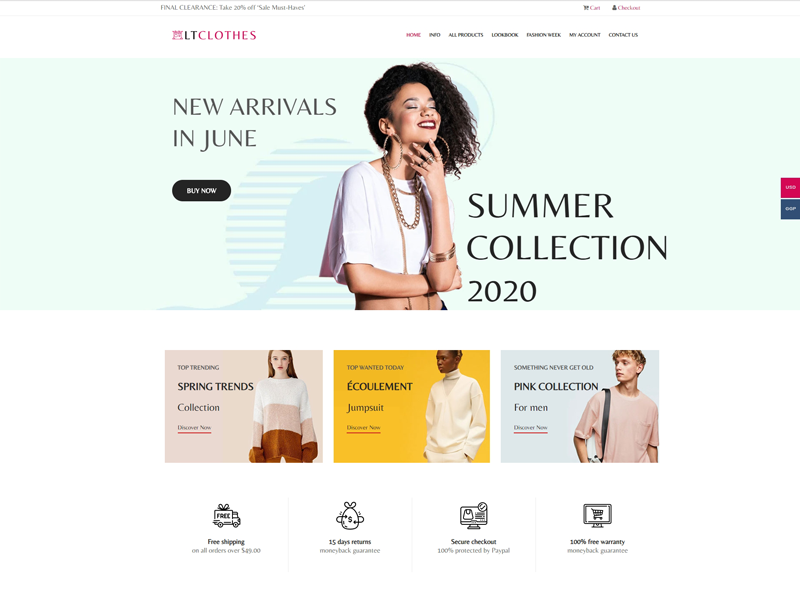 FINAL CLEARANCE: Take 20% off 'Sale Must-Haves'
Cart
Checkout
LTCLOTHES
HOME INFO ALL PRODUCTS LOOKBOOK FASHION WEEK MY ACCOUNT CONTACT US
NEW ARRIVALS
IN JUNE
BUY NOW
SUMMER
COLLECTION
2020
USD
GGP
TOP TRENDING
SPRING TRENDS
Collection
Discover Now
TOP WANTED TODAY
ÉCOULEMENT
Jumpsuit
Discover Now
SOMETHING NEVER GET OLD
PINK COLLECTION
For men
Discover Now
FREE
Free shipping
on all orders over $49.00
$
15 days returns
moneyback guarantee
Secure checkout
100% protected by Paypal
100% free warranty
moneyback guarantee